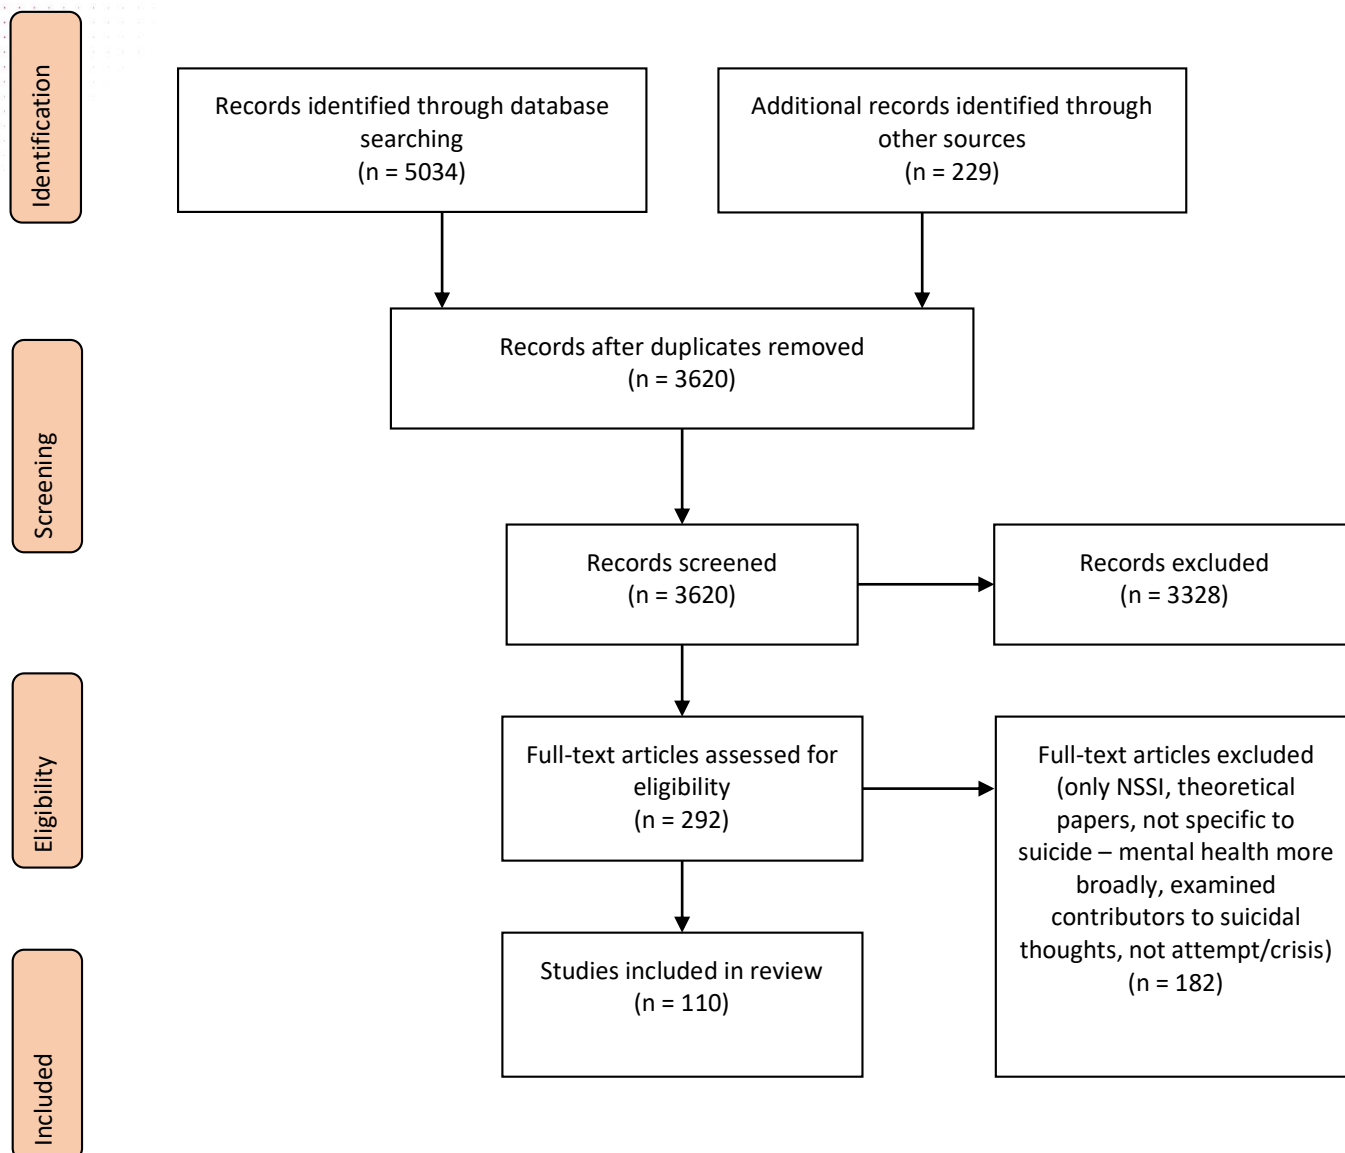 Identification
Records identified through database
searching
(n = 5034)
Additional records identified through
other sources
(n = 229)
Records after duplicates removed
(n = 3620)
Screening
Records screened
(n = 3620)
Records excluded
(n = 3328)
Eligibility
Full-text articles assessed for
eligibility
(n = 292)
Full-text articles excluded
(only NSSI, theoretical
papers, not specific to
suicide – mental health more
broadly, examined
contributors to suicidal
thoughts, not attempt/crisis)
(n = 182)
Included
Studies included in review
(n = 110)